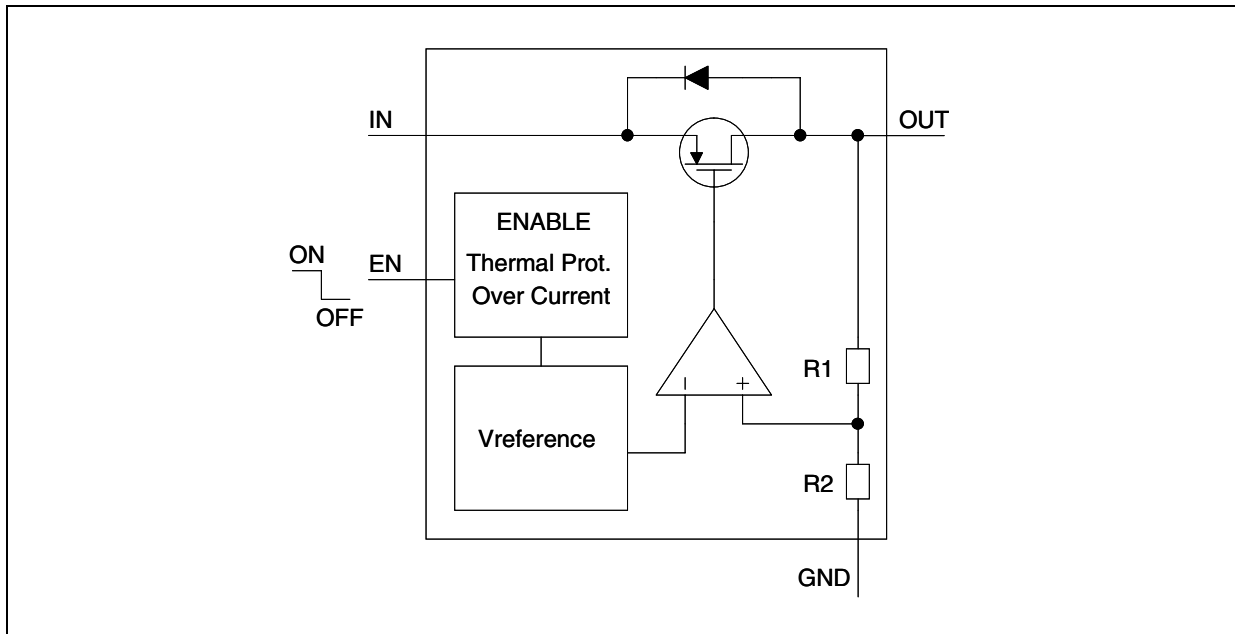 IN
OUT
ENABLE
Thermal Prot.
Over Current
ON
OFF
EN
Vreference
R1
R2
GND